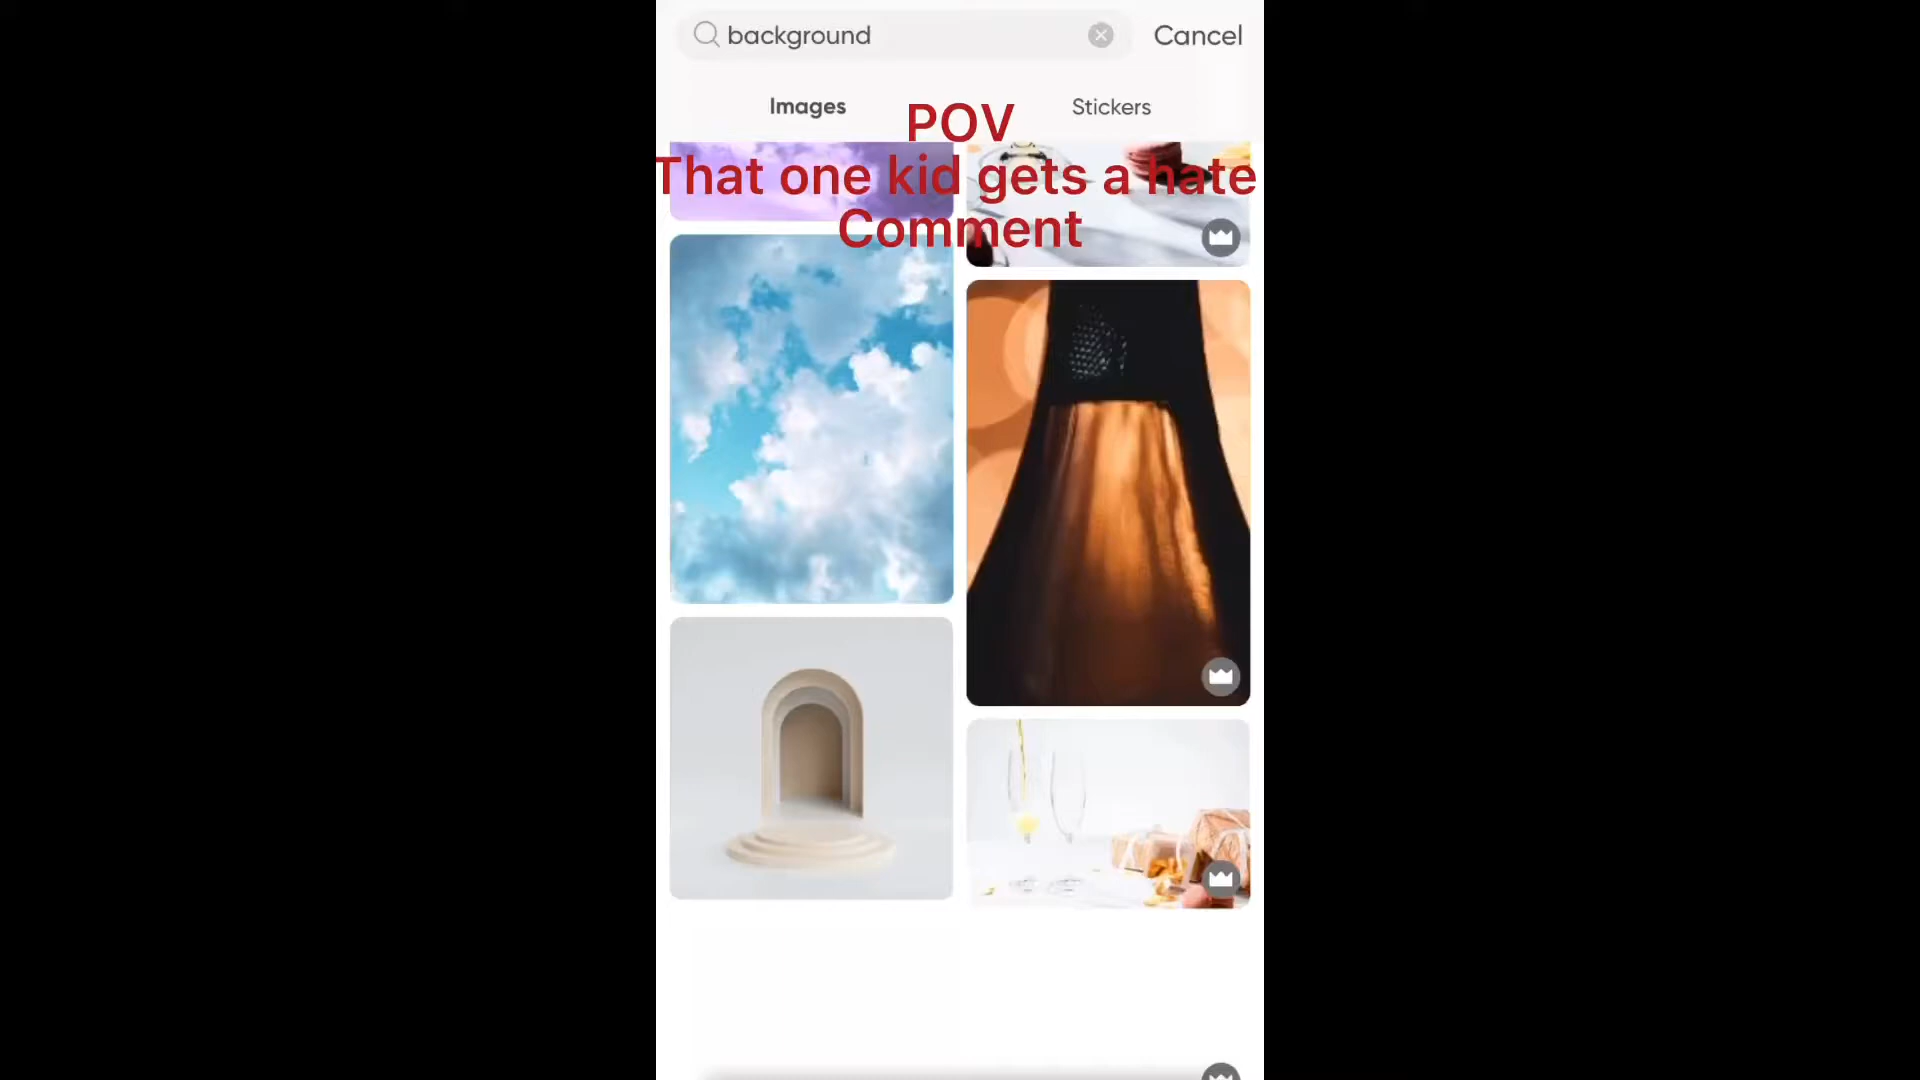 background
Cancel
Images
Stickers
POV
That one kid gets a hate
Comment